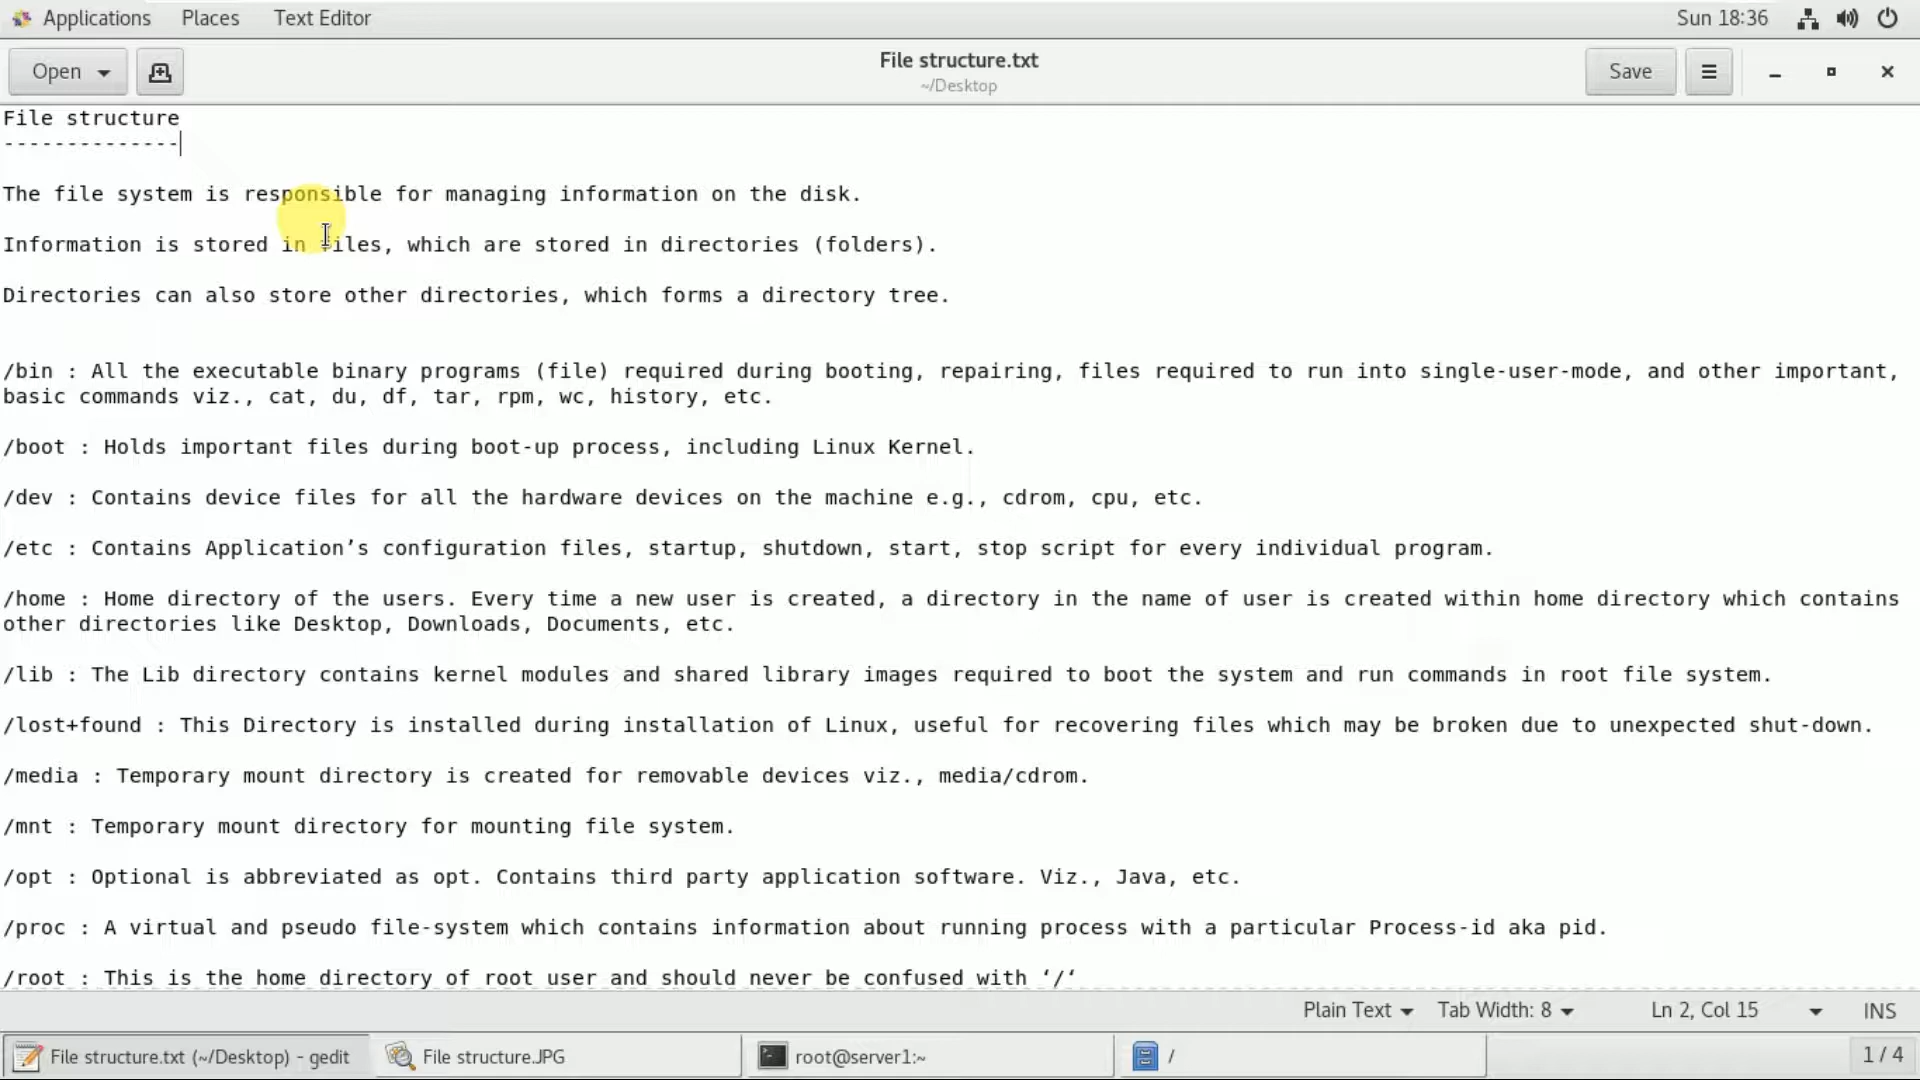 Applications Places Text Editor Sun 18:36
Open File structure.txt Save
~/Desktop
File structure
--------------
The file system is responsible for managing information on the disk.
Information is stored in files, which are stored in directories (folders).
Directories can also store other directories, which forms a directory tree.
/bin : All the executable binary programs (file) required during booting, repairing, files required to run into single-user-mode, and other important,
basic commands viz., cat, du, df, tar, rpm, wc, history, etc.
/boot : Holds important files during boot-up process, including Linux Kernel.
/dev : Contains device files for all the hardware devices on the machine e.g., cdrom, cpu, etc.
/etc : Contains Application’s configuration files, startup, shutdown, start, stop script for every individual program.
/home : Home directory of the users. Every time a new user is created, a directory in the name of user is created within home directory which contains
other directories like Desktop, Downloads, Documents, etc.
/lib : The Lib directory contains kernel modules and shared library images required to boot the system and run commands in root file system.
/lost+found : This Directory is installed during installation of Linux, useful for recovering files which may be broken due to unexpected shut-down.
/media : Temporary mount directory is created for removable devices viz., media/cdrom.
/mnt : Temporary mount directory for mounting file system.
/opt : Optional is abbreviated as opt. Contains third party application software. Viz., Java, etc.
/proc : A virtual and pseudo file-system which contains information about running process with a particular Process-id aka pid.
/root : This is the home directory of root user and should never be confused with ‘/‘
Plain Text Tab Width: 8 Ln 2, Col 15 INS
File structure.txt (~/Desktop) - gedit File structure.JPG root@server1:~ / 1 / 4